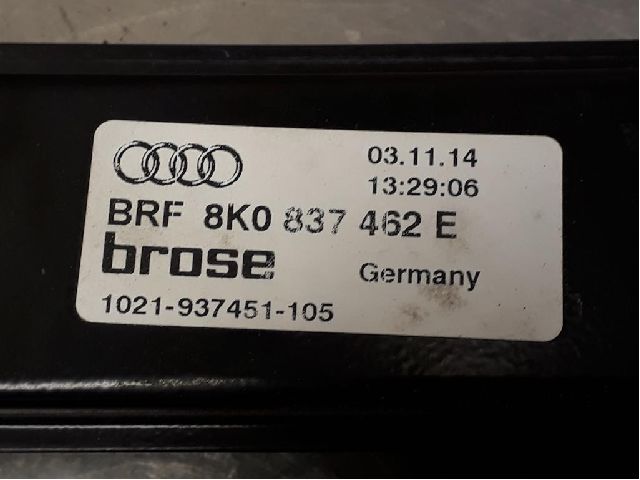 03.11.14
13:29:06
BRF 8K0 837 462 E
brose Germany
1021-937451-105